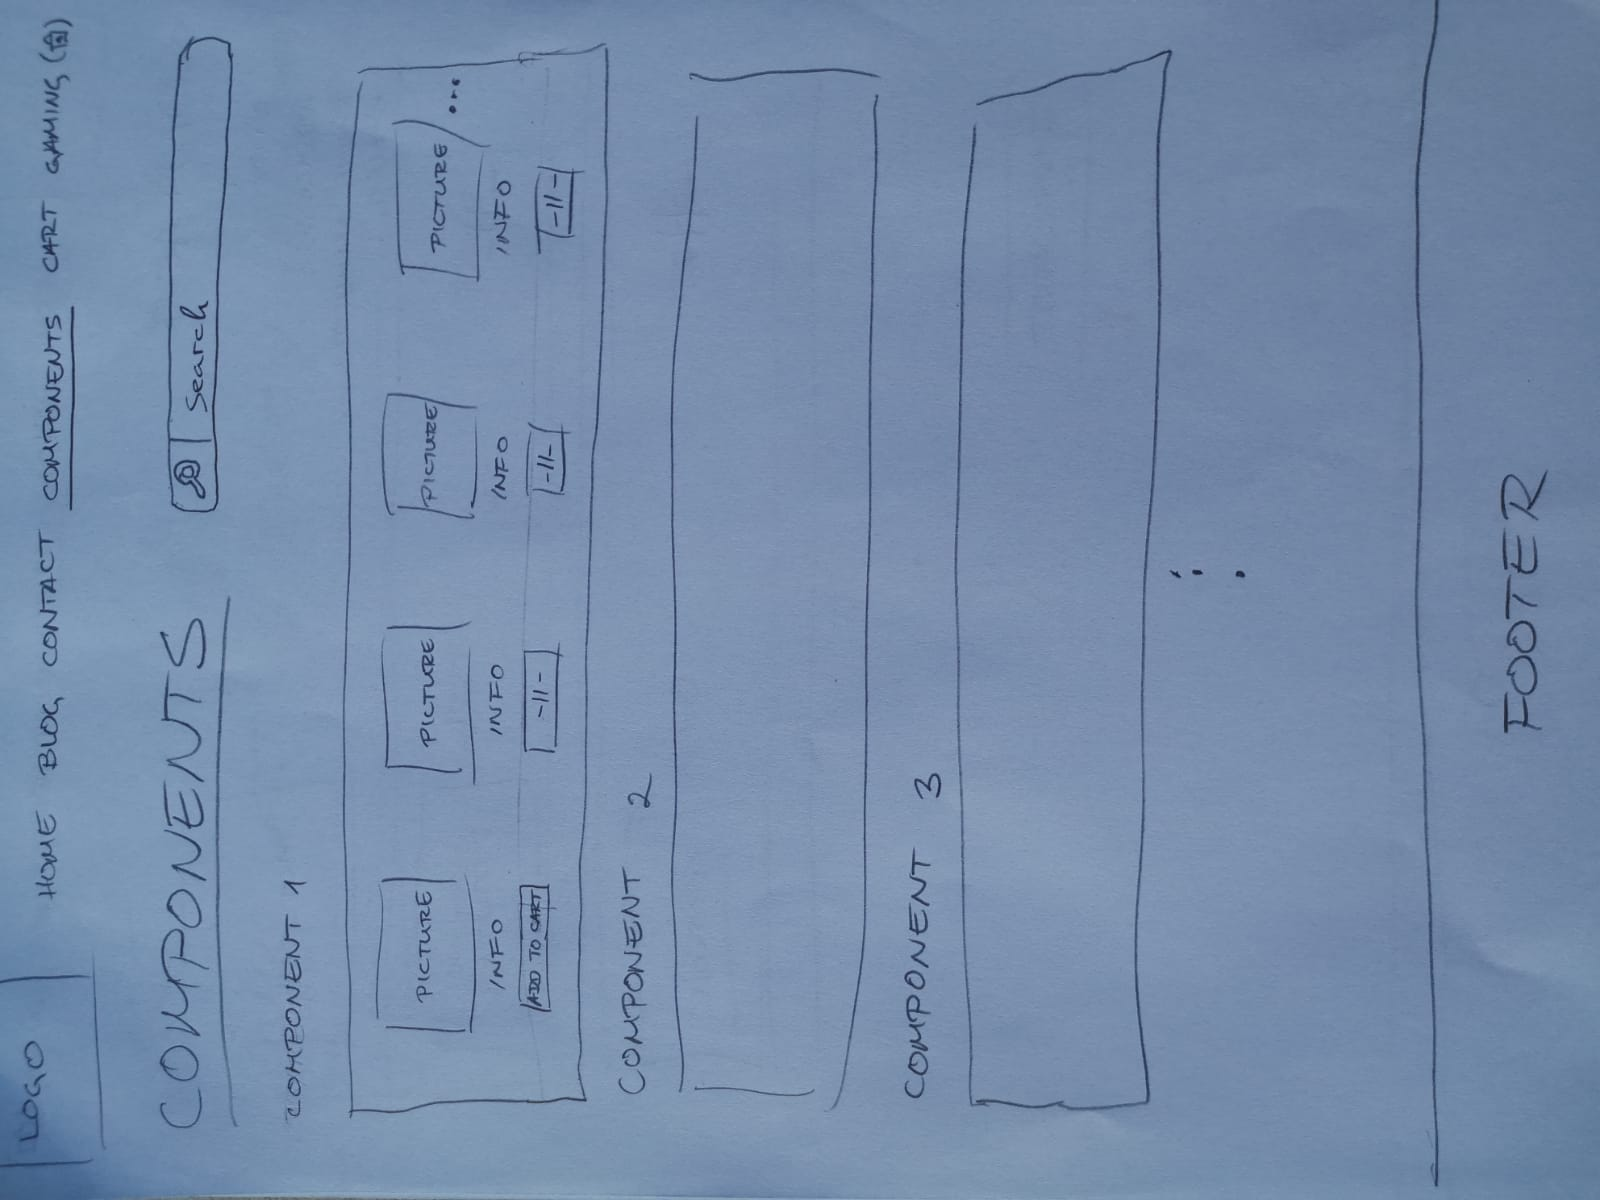 LOGO HOME BLOG CONTACT COMPONENTS CART GAMING
COMPONENTS Search
COMPONENT 1
PICTURE PICTURE PICTURE PICTURE ...
INFO INFO INFO INFO
ADD TO CART -11- -11- -11-
COMPONENT 2
COMPONENT 3
FOOTER